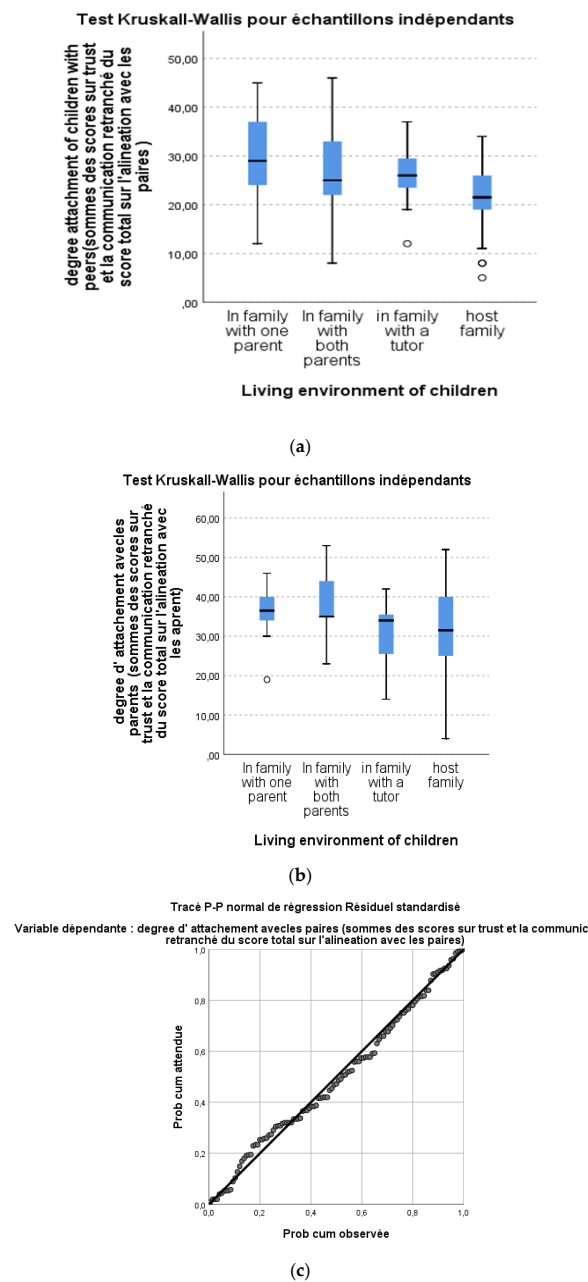 Test Kruskall-Wallis pour échantillons indépendants
degree attachment of children with
peers(sommes des scores sur trust
et la communication retranché du
score total sur l'alineation avec les
paires )
50,00
40,00
30,00
20,00
10,00
,00
In family with one parent
In family with both parents
in family with a tutor
host family
Living environment of children
(a)
Test Kruskall-Wallis pour échantillons indépendants
degree d' attachement avecles
parents (sommes des scores sur
trust et la communication retranché
du score total sur l'alineation avec
les aprent)
60,00
50,00
40,00
30,00
20,00
10,00
,00
In family with one parent
In family with both parents
in family with a tutor
host family
Living environment of children
(b)
Tracé P-P normal de régression Résiduel standardisé
Variable dépendante : degree d' attachement avecles paires (sommes des scores sur trust et la communic
retranché du score total sur l'alineation avec les paires)
Prob cum attendue
1,0
0,8
0,6
0,4
0,2
0,0
0,0 0,2 0,4 0,6 0,8 1,0
Prob cum observée
(c)